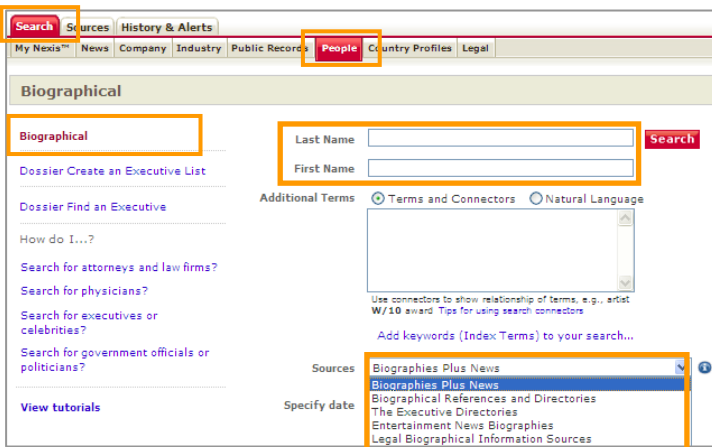 Search Sources History & Alerts
My Nexis™ News Company Industry Public Records People Country Profiles Legal
Biographical
Biographical
Dossier Create an Executive List
Dossier Find an Executive
How do I...?
Search for attorneys and law firms?
Search for physicians?
Search for executives or
celebrities?
Search for government officials or
politicians?
View tutorials
Last Name
Search
First Name
Additional Terms Terms and Connectors Natural Language
Use connectors to show relationship of terms, e.g., artist
W/10 award Tips for using search connectors
Add keywords (Index Terms) to your search...
Sources Biographies Plus News
Biographies Plus News
Biographical References and Directories
Specify date The Executive Directories
Entertainment News Biographies
Legal Biographical Information Sources